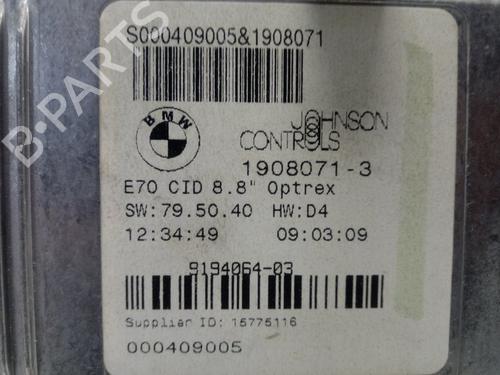 S000409005&1908071
BMW
JOHNSON
CONTROLS
1908071-3
E70 CID 8.8" Optrex
SW:79.50.40 HW:D4
12:34:49 09:03:09
9194064-03
Supplier ID: 15775116
000409005
B-PARTS